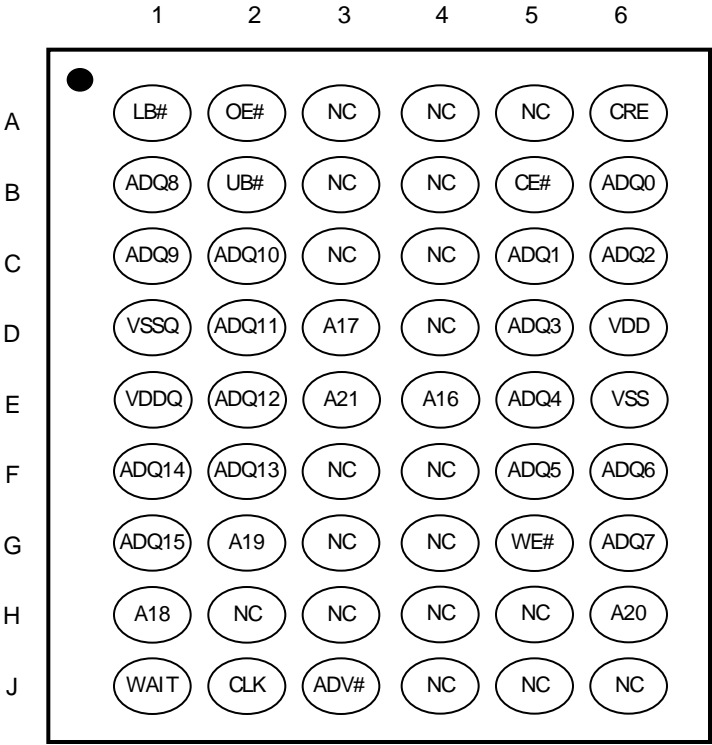 1 2 3 4 5 6
A LB# OE# NC NC NC CRE
B ADQ8 UB# NC NC CE# ADQ0
C ADQ9 ADQ10 NC NC ADQ1 ADQ2
D VSSQ ADQ11 A17 NC ADQ3 VDD
E VDDQ ADQ12 A21 A16 ADQ4 VSS
F ADQ14 ADQ13 NC NC ADQ5 ADQ6
G ADQ15 A19 NC NC WE# ADQ7
H A18 NC NC NC NC A20
J WAIT CLK ADV# NC NC NC